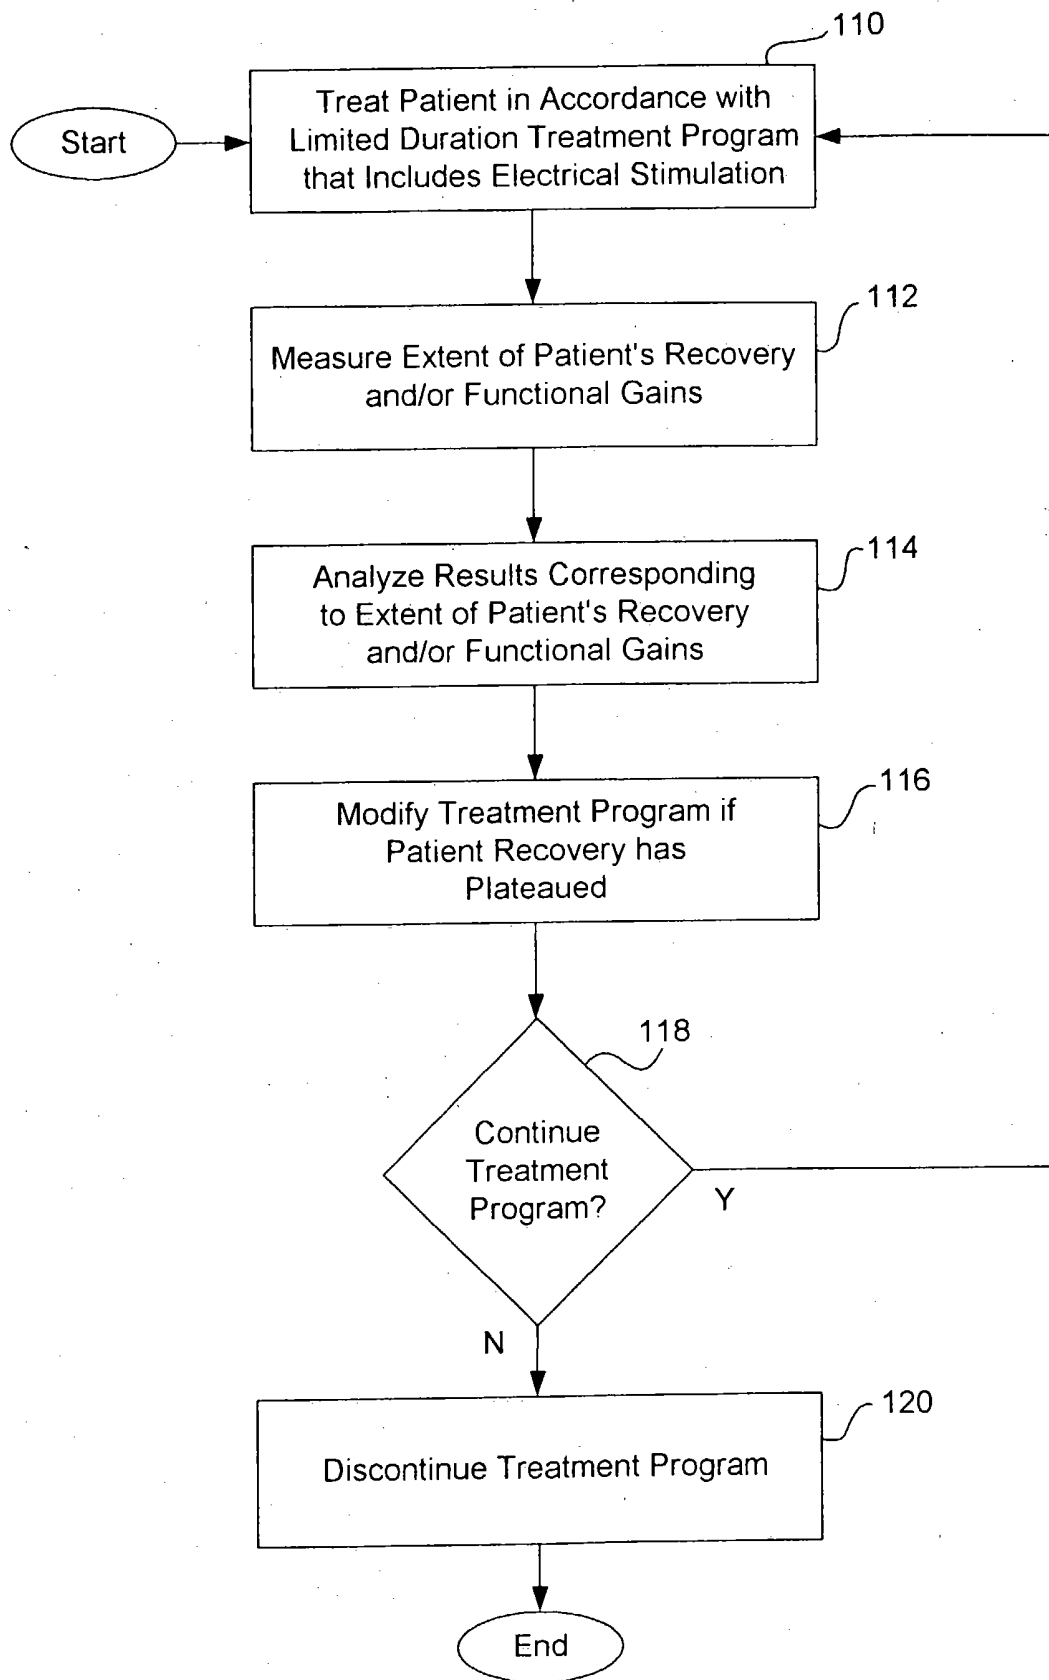 110
Start
Treat Patient in Accordance with
Limited Duration Treatment Program
that Includes Electrical Stimulation
112
Measure Extent of Patient's Recovery
and/or Functional Gains
114
Analyze Results Corresponding
to Extent of Patient's Recovery
and/or Functional Gains
116
Modify Treatment Program if
Patient Recovery has
Plateaued
118
Continue
Treatment
Program?
Y
N
120
Discontinue Treatment Program
End